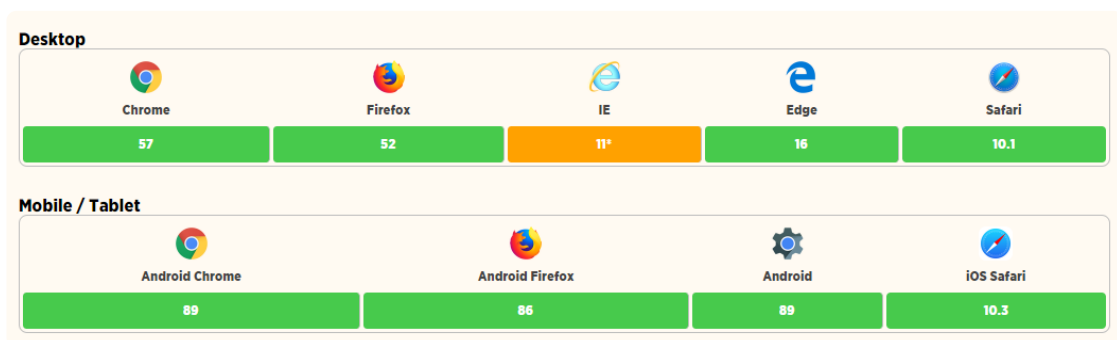 Desktop
Chrome Firefox IE Edge Safari
57 52 11* 16 10.1
Mobile / Tablet
Android Chrome Android Firefox Android iOS Safari
89 86 89 10.3